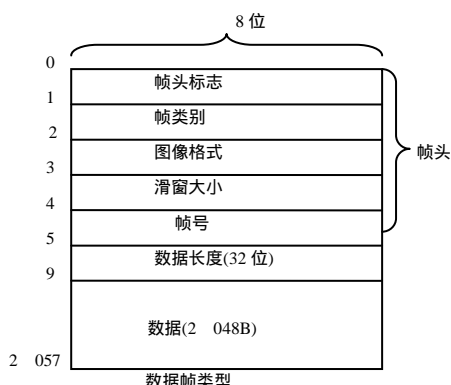 8 位
0
帧头标志
1
帧类别
2
图像格式
3
滑窗大小
4
帧号
5
数据长度(32 位)
9
帧头
数据(2 048B)
2 057
数据帧类型